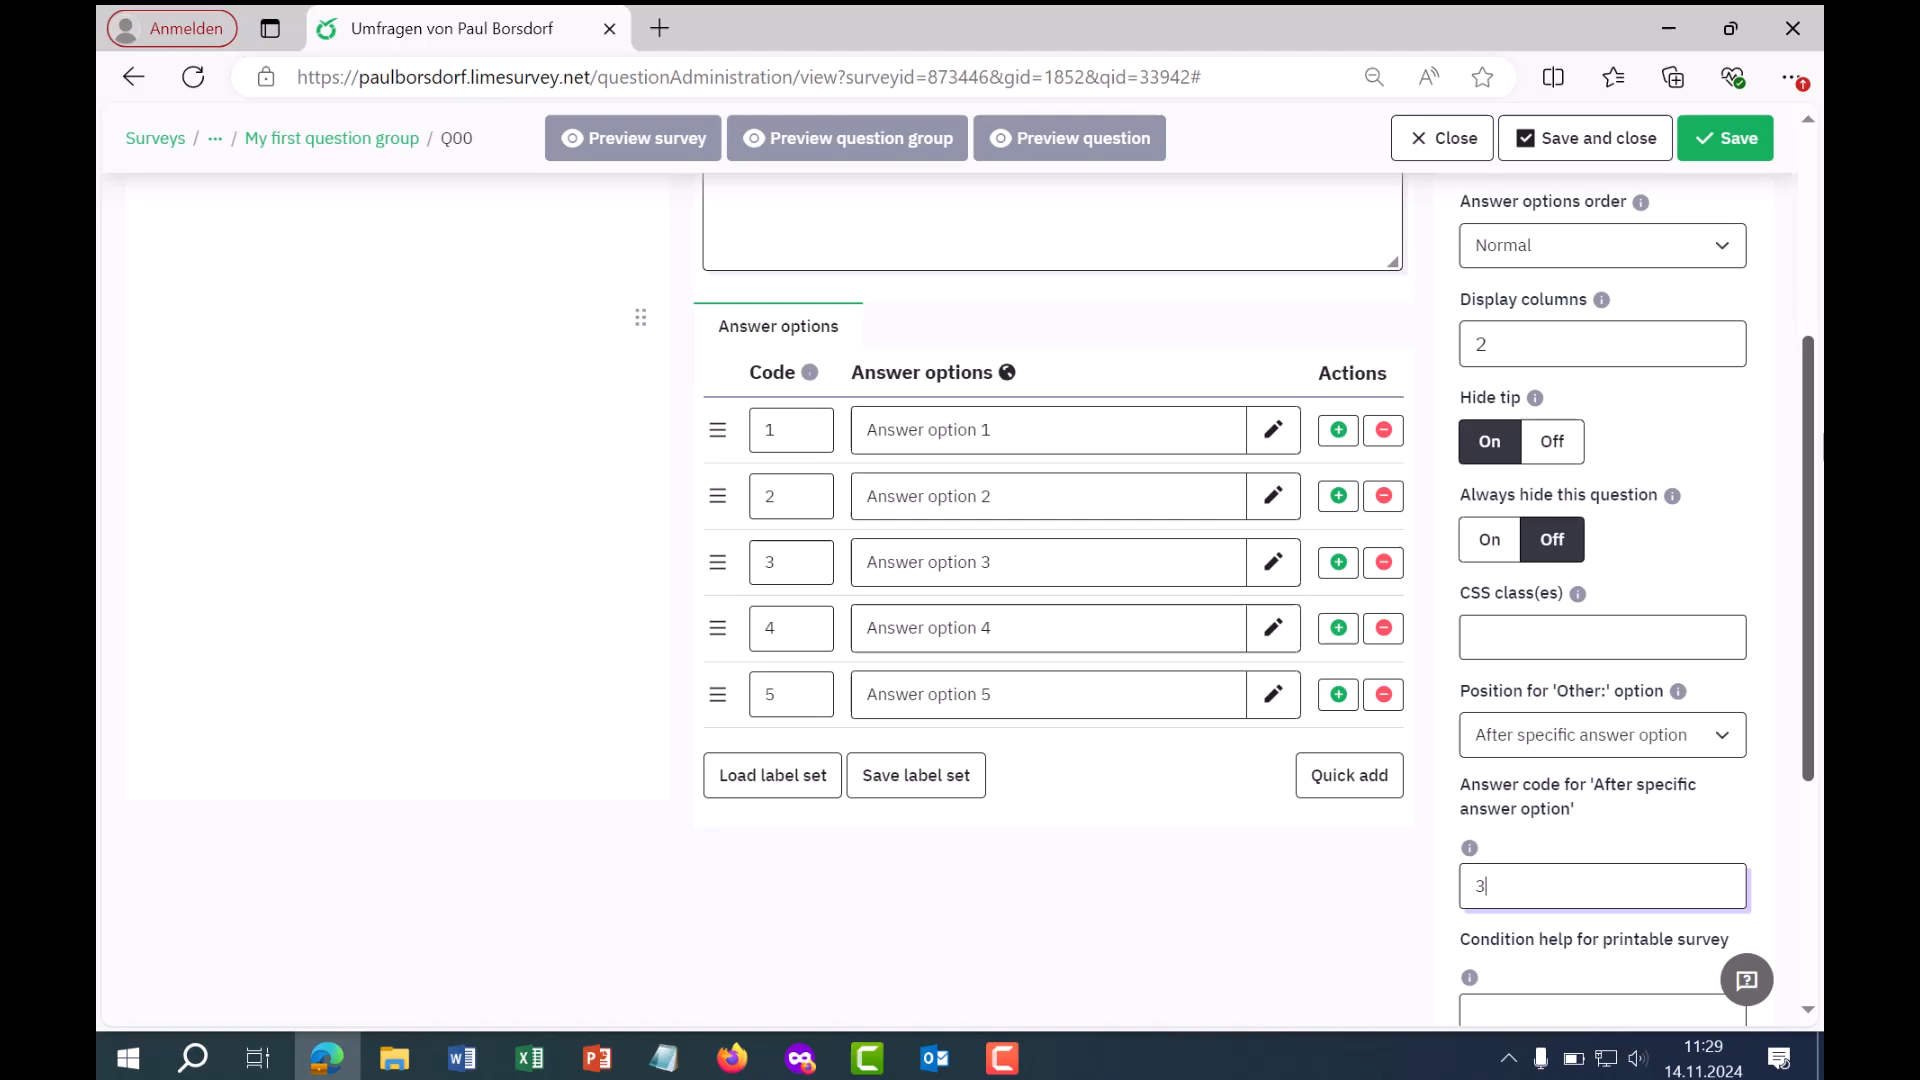 Anmelden
Umfragen von Paul Borsdorf
https://paulborsdorf.limesurvey.net/questionAdministration/view?surveyid=873446&gid=1852&qid=33942#
Surveys / ... / My first question group / Q00
Preview survey
Preview question group
Preview question
Close
Save and close
Save
Answer options order
Normal
Display columns
2
Hide tip
On Off
Always hide this question
On Off
CSS class(es)
Position for 'Other:' option
After specific answer option
Answer code for 'After specific
answer option'
3
Condition help for printable survey
Answer options
Code Answer options Actions
1 Answer option 1
2 Answer option 2
3 Answer option 3
4 Answer option 4
5 Answer option 5
Load label set
Save label set
Quick add
11:29
14.11.2024